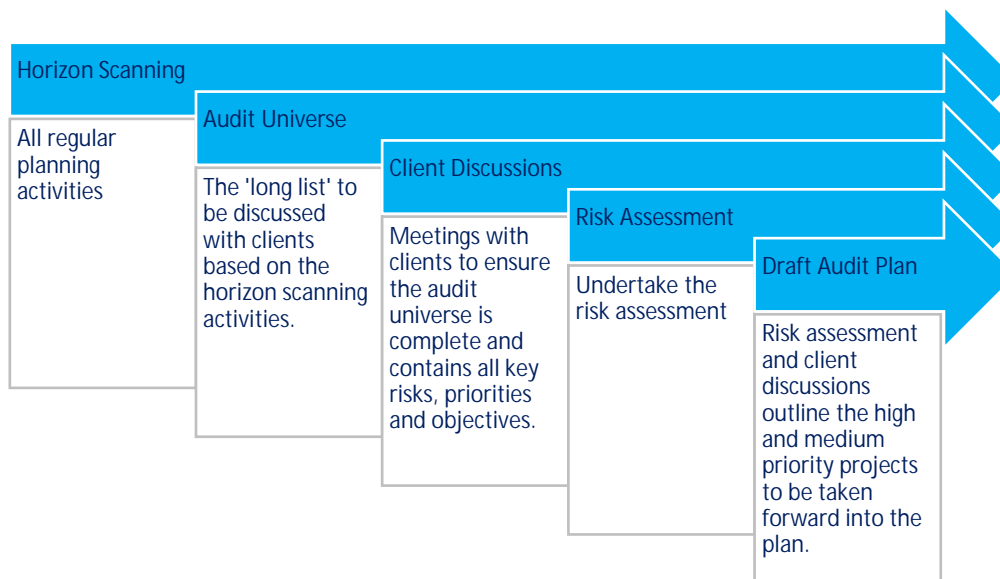 Horizon Scanning
All regular
planning
activities
Audit Universe
The 'long list' to
be discussed
with clients
based on the
horizon scanning
activities.
Client Discussions
Meetings with
clients to ensure
the audit
universe is
complete and
contains all key
risks, priorities
and objectives.
Risk Assessment
Undertake the
risk assessment
Draft Audit Plan
Risk assessment
and client
discussions
outline the high
and medium
priority projects
to be taken
forward into the
plan.